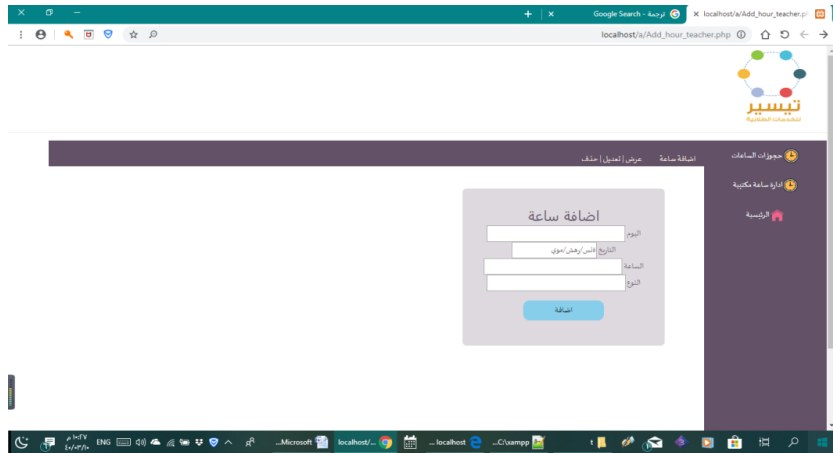 localhost/a/Add_hour_teacher.ph
ترجمة - Google Search
localhost/a/Add_hour_teacher.php
تيسير
للخدمات الطلابية
حجوزات الساعات
ادارة ساعة مكتبية
الرئيسية
اضافة ساعة
عرض | تعديل | حذف
اضافة ساعة
اليوم
التاريخ
الساعة
النوع
اضافة
C:\xampp...
localhost ...
localhost/...
Microsoft...
ENG